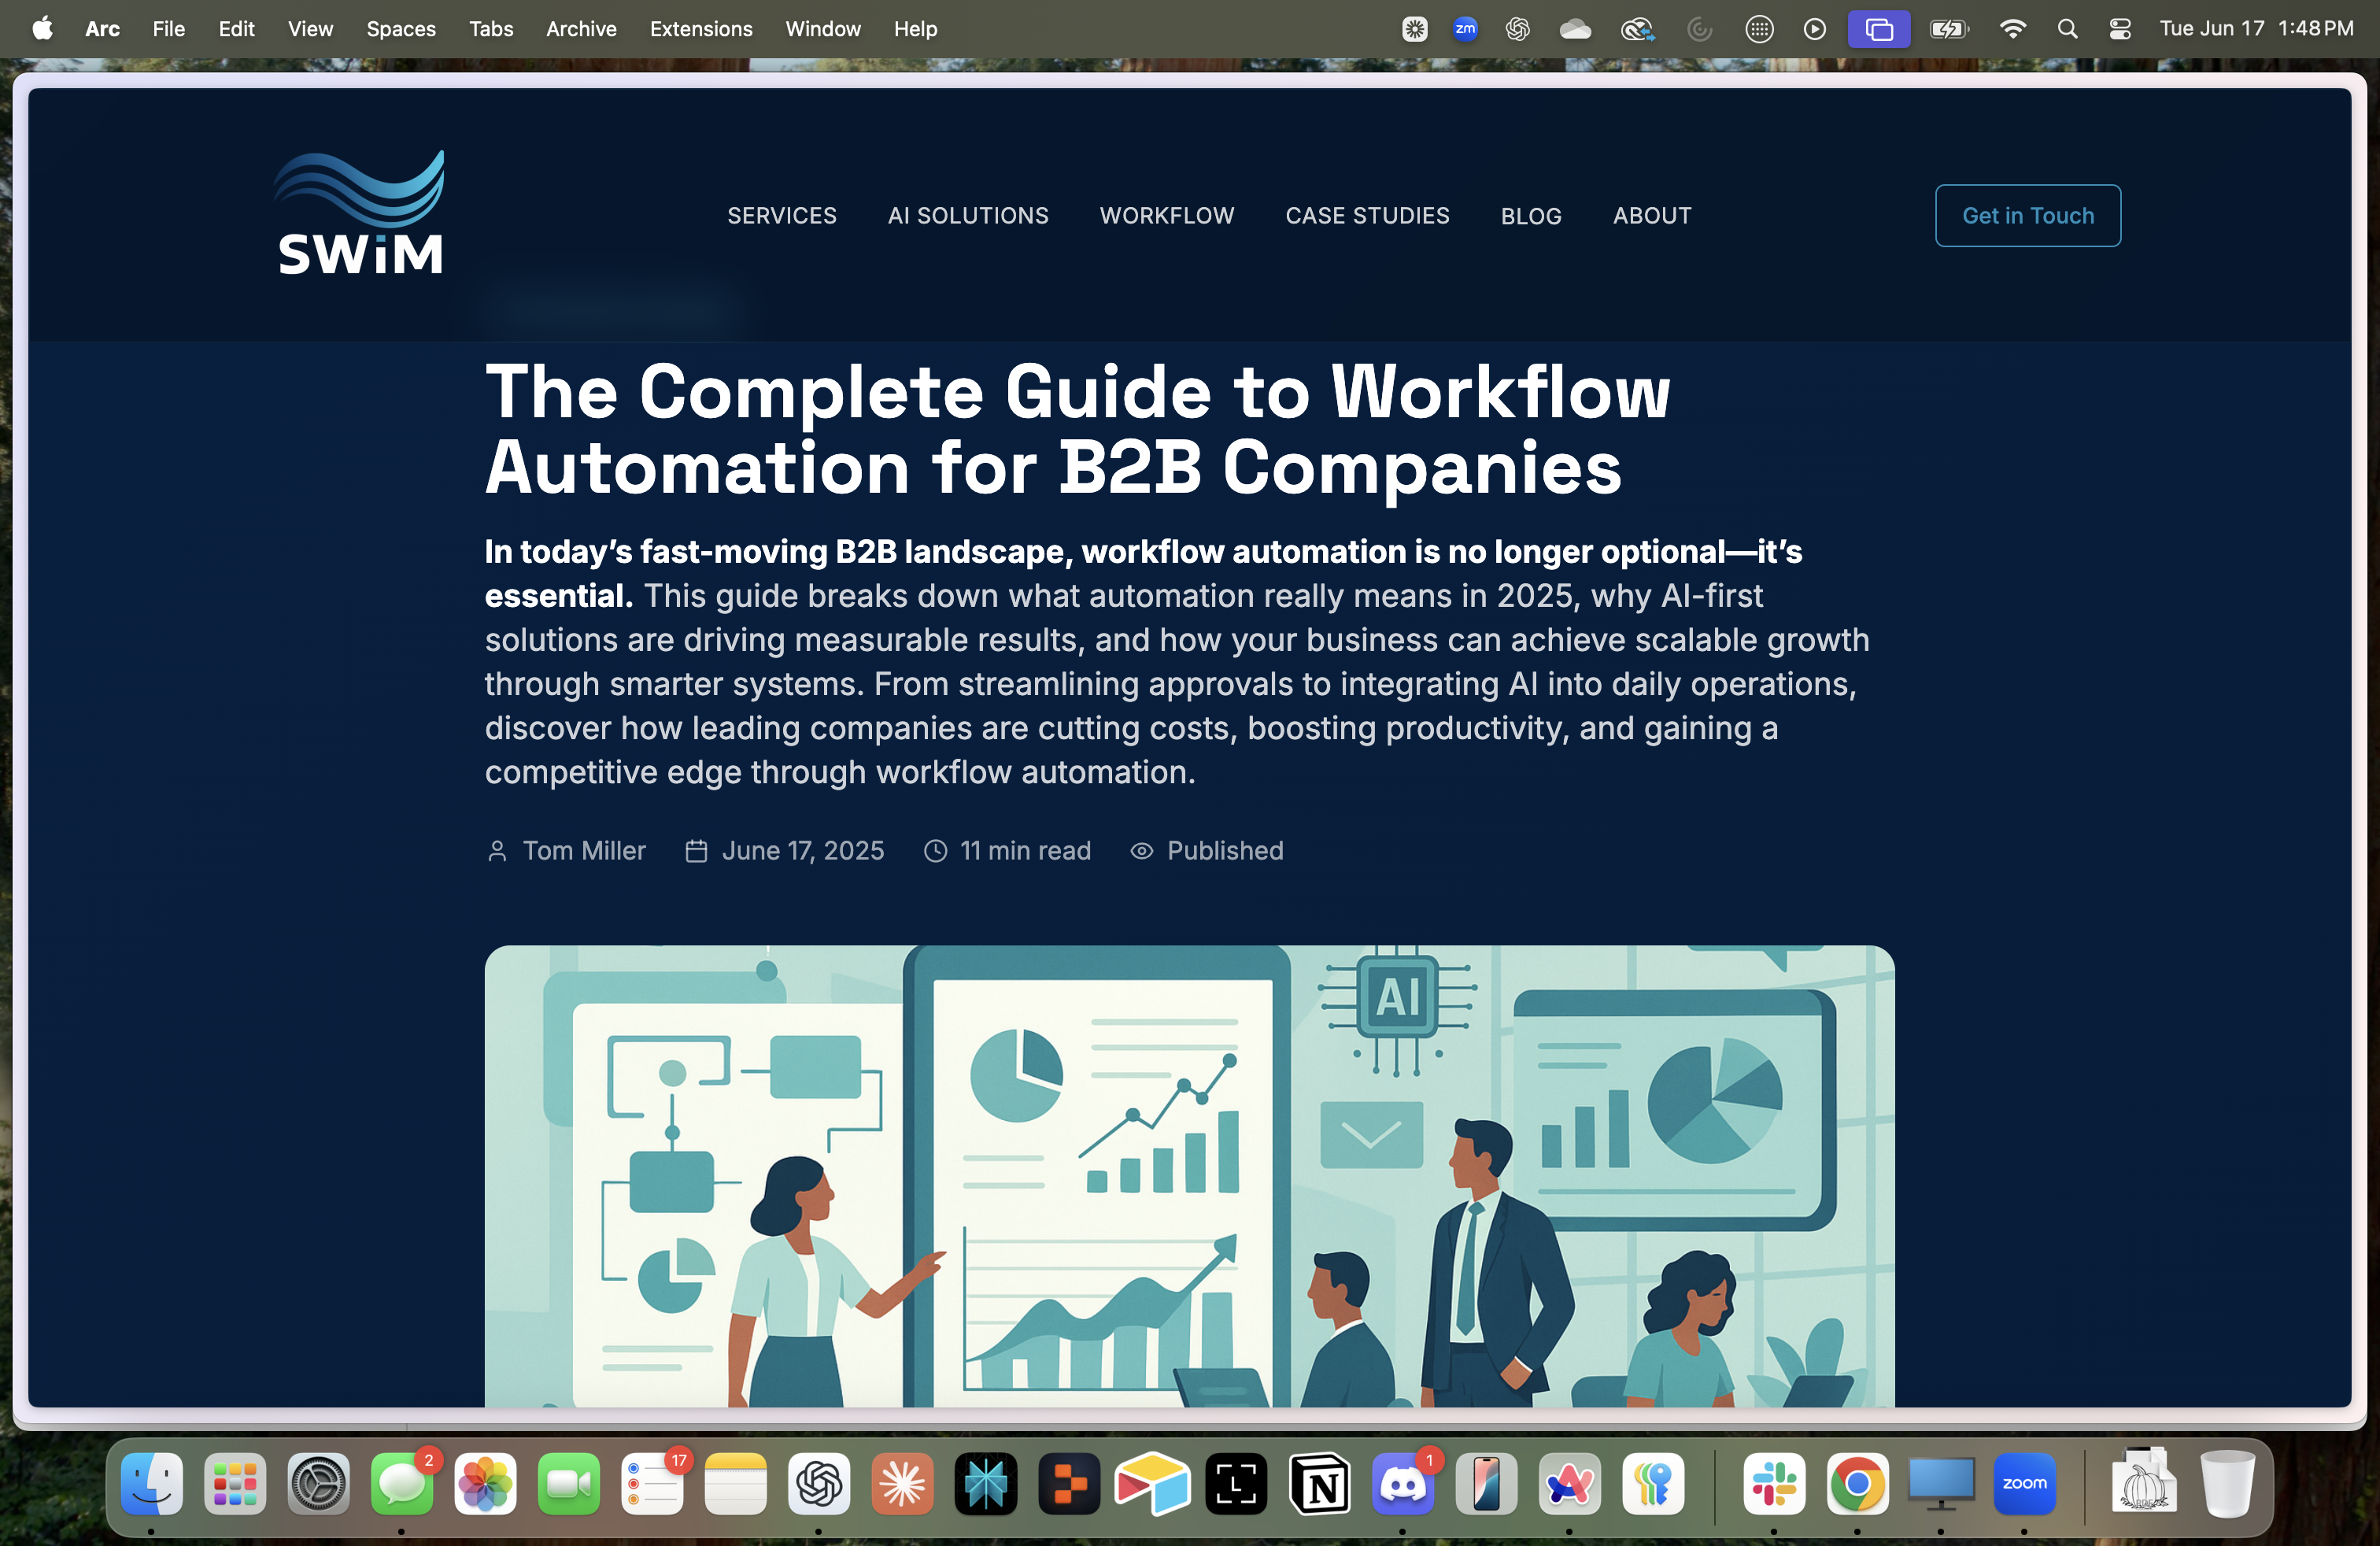 Arc File Edit View Spaces Tabs Archive Extensions Window Help zm Tue Jun 17 1:48 PM
SWiM
SERVICES AI SOLUTIONS WORKFLOW CASE STUDIES BLOG ABOUT Get in Touch
The Complete Guide to Workflow
Automation for B2B Companies
In today’s fast-moving B2B landscape, workflow automation is no longer optional—it’s
essential. This guide breaks down what automation really means in 2025, why AI-first
solutions are driving measurable results, and how your business can achieve scalable growth
through smarter systems. From streamlining approvals to integrating AI into daily operations,
discover how leading companies are cutting costs, boosting productivity, and gaining a
competitive edge through workflow automation.
Tom Miller June 17, 2025 11 min read Published
AI
2 17 L N 1 zoom